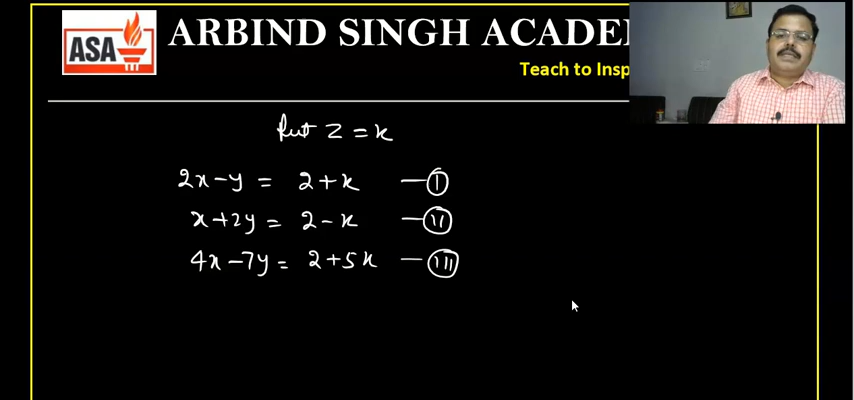 ASA
ARBIND SINGH ACADE
Teach to Insp
Put Z = k
2x - y = 2 + k — I
x + 2y = 2 - k — II
4x - 7y = 2 + 5k — III